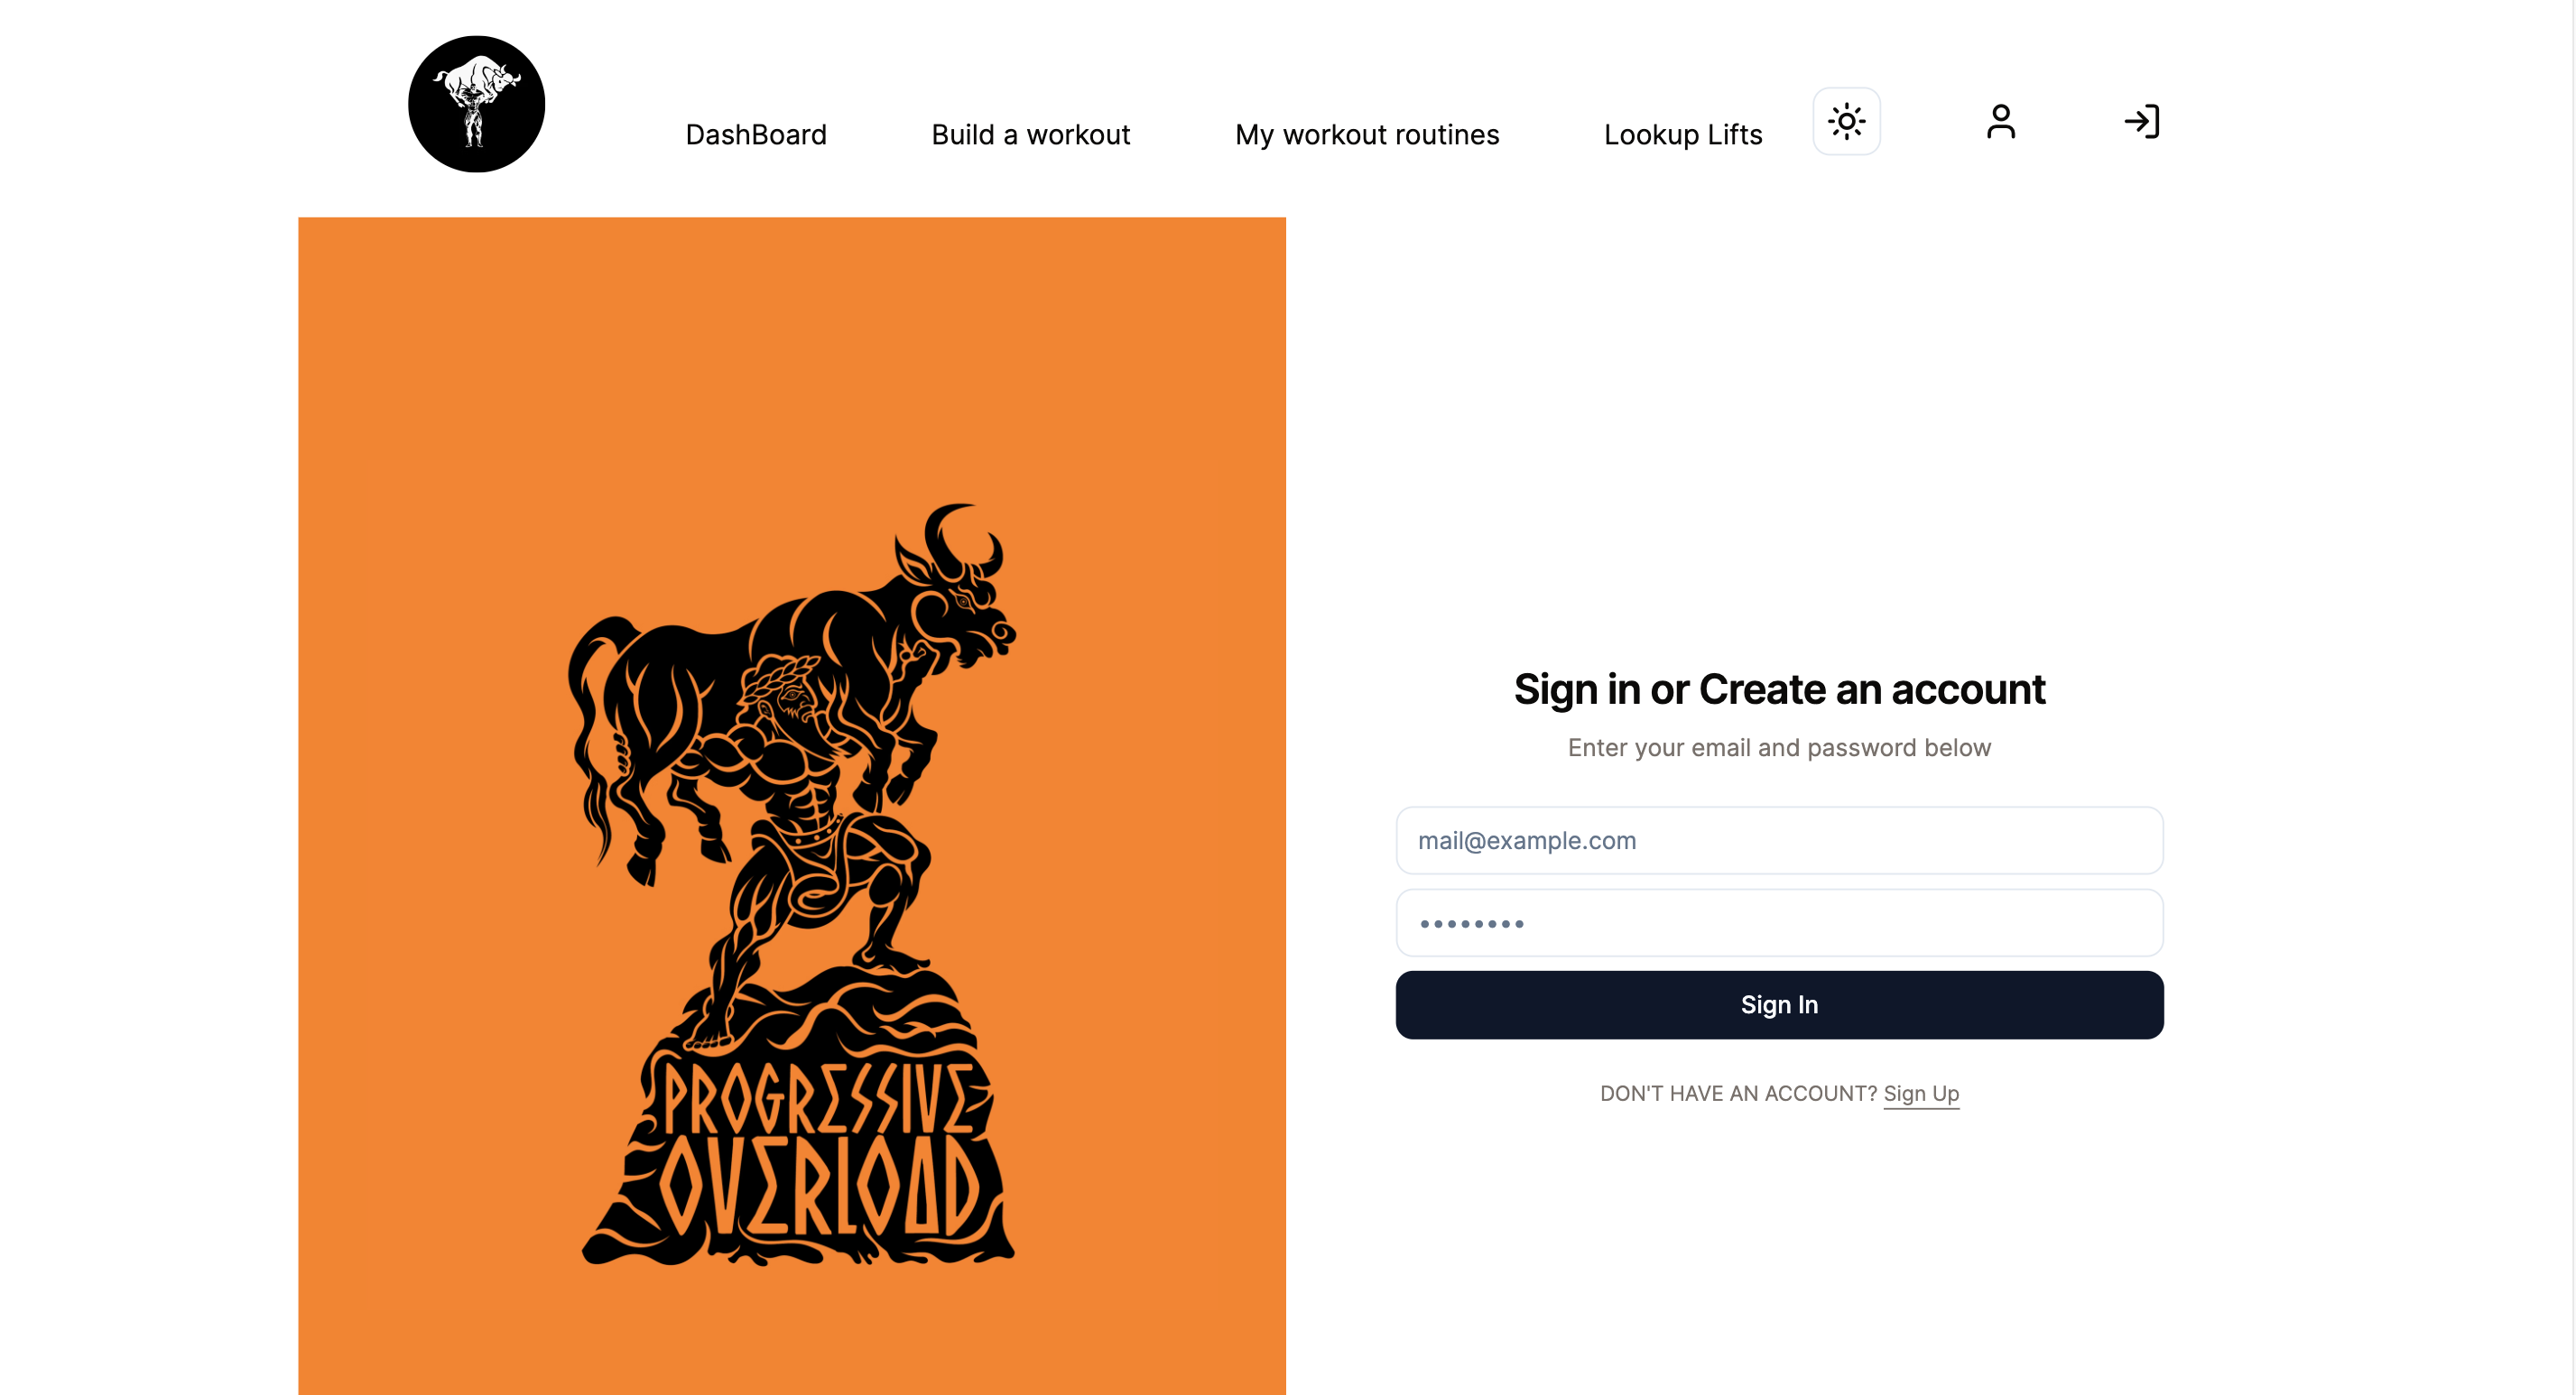 DashBoard
Build a workout
My workout routines
Lookup Lifts
PROGRESSIVE
OVERLOAD
Sign in or Create an account
Enter your email and password below
mail@example.com
••••••••
Sign In
DON'T HAVE AN ACCOUNT? Sign Up